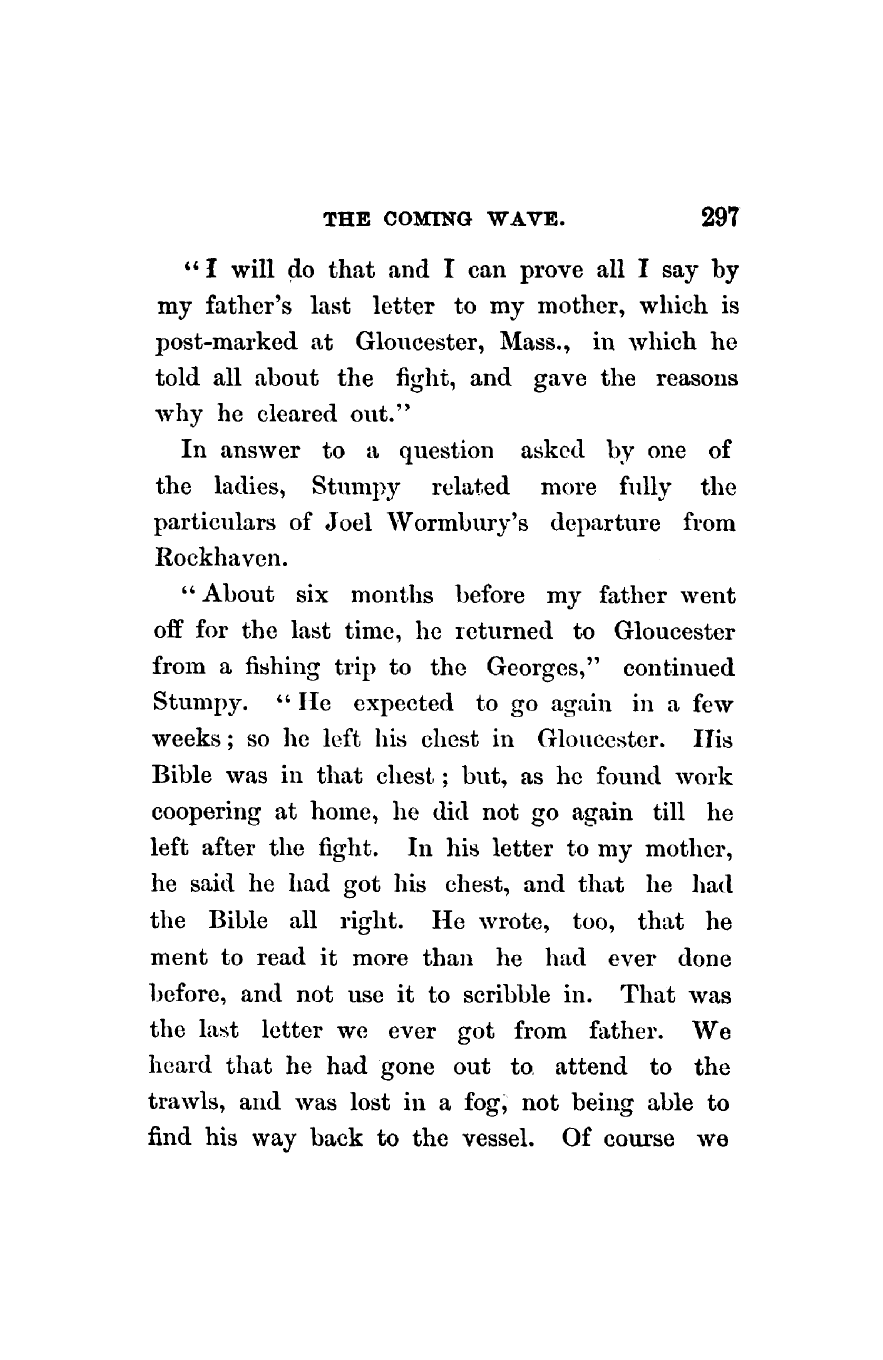 THE COMING WAVE. 297
“I will do that and I can prove all I say by
my father’s last letter to my mother, which is
post-marked at Gloucester, Mass., in which he
told all about the fight, and gave the reasons
why he cleared out.”
In answer to a question asked by one of
the ladies, Stumpy related more fully the
particulars of Joel Wormbury’s departure from
Rockhaven.
“About six months before my father went
off for the last time, he returned to Gloucester
from a fishing trip to the Georges,” continued
Stumpy. “He expected to go again in a few
weeks; so he left his chest in Gloucester. His
Bible was in that chest; but, as he found work
coopering at home, he did not go again till he
left after the fight. In his letter to my mother,
he said he had got his chest, and that he had
the Bible all right. He wrote, too, that he
ment to read it more than he had ever done
before, and not use it to scribble in. That was
the last letter we ever got from father. We
heard that he had gone out to attend to the
trawls, and was lost in a fog, not being able to
find his way back to the vessel. Of course we